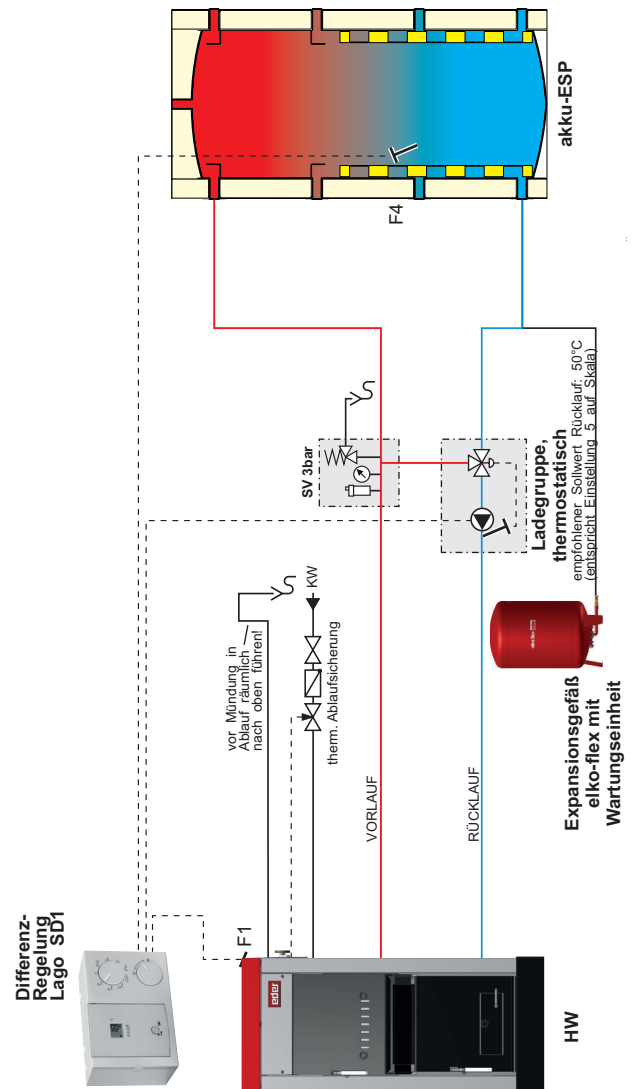 akku-ESP
F4
SV 3bar
Ladegruppe,
thermostatisch
empfohlener Sollwert Rücklauf: 50°C
(entspricht Einstellung 5 auf Skala)
KW
vor Mündung in
Ablauf räumlich
nach oben führen!
therm. Ablaufsicherung
VORLAUF
RÜCKLAUF
Expansionsgefäß
elko-flex mit
Wartungseinheit
Differenz-
Regelung
Lago SD1
F1
eder
HW